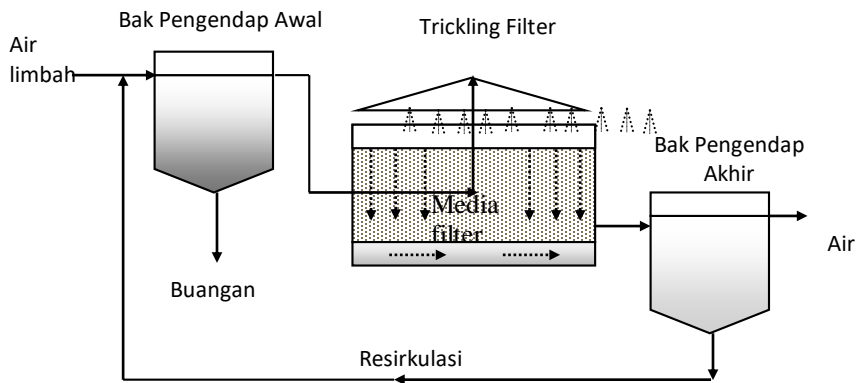 Bak Pengendap Awal
Trickling Filter
Air
limbah
Bak Pengendap
Akhir
Media
filter
Air
Buangan
Resirkulasi